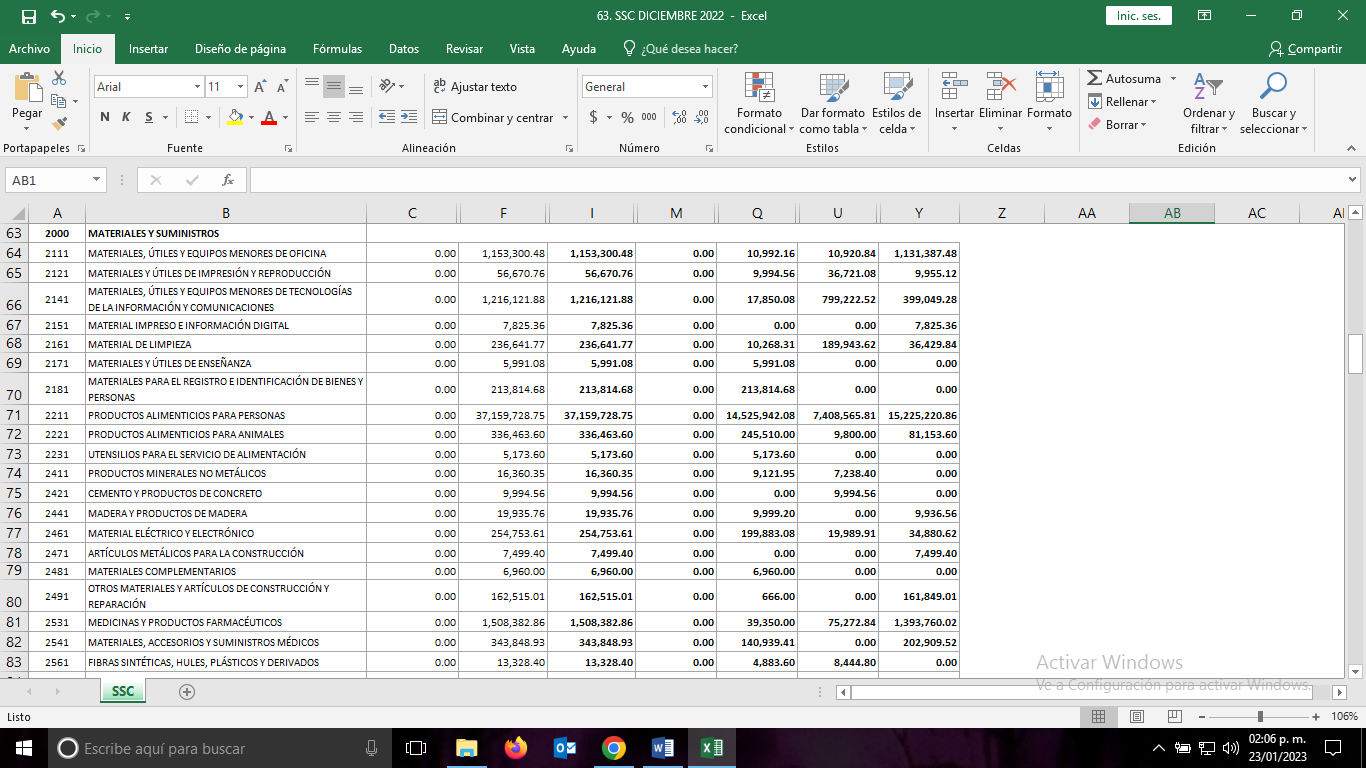 63. SSC DICIEMBRE 2022 - Excel
Inic. ses.
Archivo Inicio Insertar Diseño de página Fórmulas Datos Revisar Vista Ayuda ¿Qué desea hacer? Compartir
Pegar
Arial 11
N K S
Ajustar texto
Combinar y centrar
General
$ % 000
Formato condicional
Dar formato como tabla
Estilos de celda
Insertar Eliminar Formato
Autosuma
Rellenar
Borrar
Ordenar y filtrar
Buscar y seleccionar
Portapapeles Fuente Alineación Número Estilos Celdas Edición
AB1 fx
A B C F I M Q U Y Z AA AB AC
63 2000 MATERIALES Y SUMINISTROS
64 2111 MATERIALES, ÚTILES Y EQUIPOS MENORES DE OFICINA 0.00 1,153,300.48 1,153,300.48 0.00 10,992.16 10,920.84 1,131,387.48
65 2121 MATERIALES Y ÚTILES DE IMPRESIÓN Y REPRODUCCIÓN 0.00 56,670.76 56,670.76 0.00 9,994.56 36,721.08 9,955.12
66 2141 MATERIALES, ÚTILES Y EQUIPOS MENORES DE TECNOLOGÍAS
DE LA INFORMACIÓN Y COMUNICACIONES 0.00 1,216,121.88 1,216,121.88 0.00 17,850.08 799,222.52 399,049.28
67 2151 MATERIAL IMPRESO E INFORMACIÓN DIGITAL 0.00 7,825.36 7,825.36 0.00 0.00 0.00 7,825.36
68 2161 MATERIAL DE LIMPIEZA 0.00 236,641.77 236,641.77 0.00 10,268.31 189,943.62 36,429.84
69 2171 MATERIALES Y ÚTILES DE ENSEÑANZA 0.00 5,991.08 5,991.08 0.00 5,991.08 0.00 0.00
70 2181 MATERIALES PARA EL REGISTRO E IDENTIFICACIÓN DE BIENES Y
PERSONAS 0.00 213,814.68 213,814.68 0.00 213,814.68 0.00 0.00
71 2211 PRODUCTOS ALIMENTICIOS PARA PERSONAS 0.00 37,159,728.75 37,159,728.75 0.00 14,525,942.08 7,408,565.81 15,225,220.86
72 2221 PRODUCTOS ALIMENTICIOS PARA ANIMALES 0.00 336,463.60 336,463.60 0.00 245,510.00 9,800.00 81,153.60
73 2231 UTENSILIOS PARA EL SERVICIO DE ALIMENTACIÓN 0.00 5,173.60 5,173.60 0.00 5,173.60 0.00 0.00
74 2411 PRODUCTOS MINERALES NO METÁLICOS 0.00 16,360.35 16,360.35 0.00 9,121.95 7,238.40 0.00
75 2421 CEMENTO Y PRODUCTOS DE CONCRETO 0.00 9,994.56 9,994.56 0.00 0.00 9,994.56 0.00
76 2441 MADERA Y PRODUCTOS DE MADERA 0.00 19,935.76 19,935.76 0.00 9,999.20 0.00 9,936.56
77 2461 MATERIAL ELÉCTRICO Y ELECTRÓNICO 0.00 254,753.61 254,753.61 0.00 199,883.08 19,989.91 34,880.62
78 2471 ARTÍCULOS METÁLICOS PARA LA CONSTRUCCIÓN 0.00 7,499.40 7,499.40 0.00 0.00 0.00 7,499.40
79 2481 MATERIALES COMPLEMENTARIOS 0.00 6,960.00 6,960.00 0.00 6,960.00 0.00 0.00
80 2491 OTROS MATERIALES Y ARTÍCULOS DE CONSTRUCCIÓN Y
REPARACIÓN 0.00 162,515.01 162,515.01 0.00 666.00 0.00 161,849.01
81 2531 MEDICINAS Y PRODUCTOS FARMACÉUTICOS 0.00 1,508,382.86 1,508,382.86 0.00 39,350.00 75,272.84 1,393,760.02
82 2541 MATERIALES, ACCESORIOS Y SUMINISTROS MÉDICOS 0.00 343,848.93 343,848.93 0.00 140,939.41 0.00 202,909.52
83 2561 FIBRAS SINTÉTICAS, HULES, PLÁSTICOS Y DERIVADOS 0.00 13,328.40 13,328.40 0.00 4,883.60 8,444.80 0.00
Activar Windows
Ve a Configuración para activar Windows.
SSC
Listo 106%
Escribe aquí para buscar
02:06 p. m.
23/01/2023